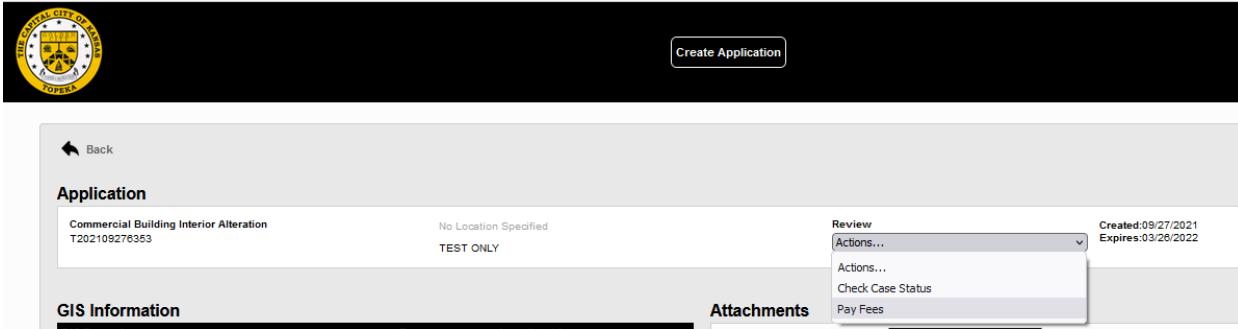 THE CAPITAL CITY OF KANSAS
TOPEKA
Create Application
Back
Application
Commercial Building Interior Alteration
T202109276353
No Location Specified
TEST ONLY
Review
Actions...
Actions...
Check Case Status
Pay Fees
Created:09/27/2021
Expires:03/26/2022
GIS Information
Attachments